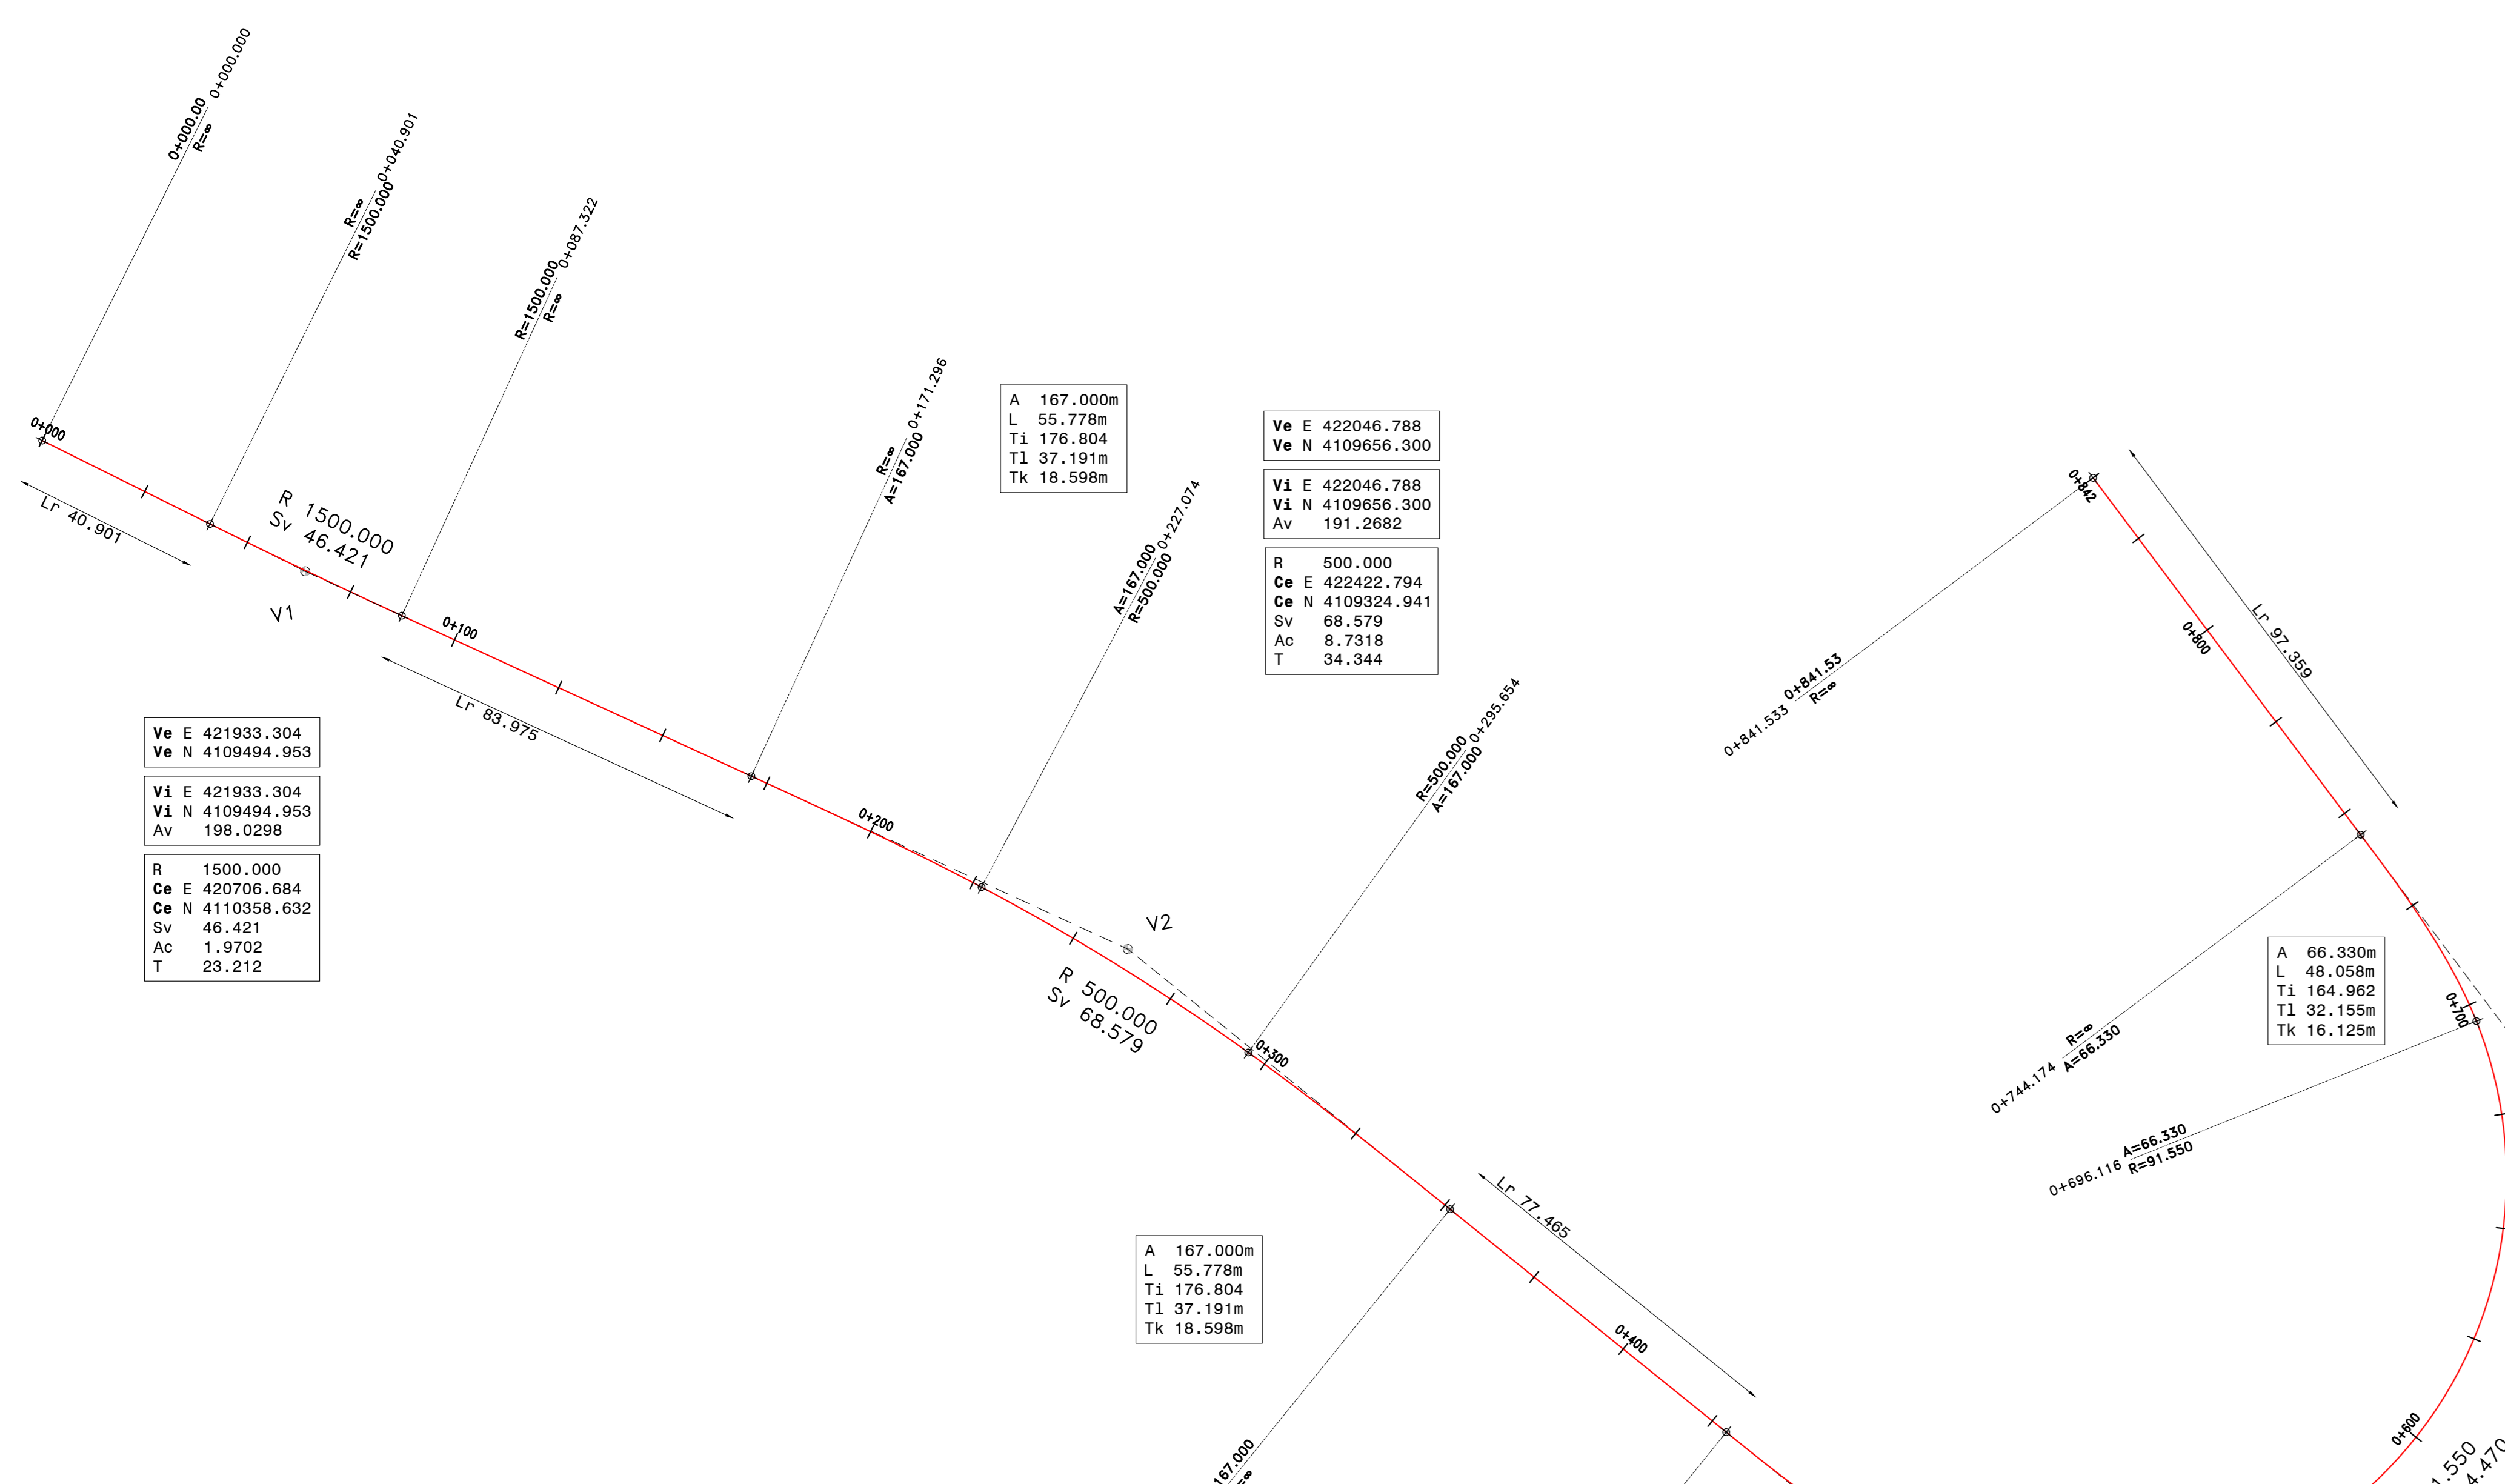 0+000.000
0+000.00
R=∞
0+040.901
R=∞
R=1500.000
0+087.322
R=1500.000
R=∞
0+171.296
R=∞
A=167.000
0+227.074
A=167.000
R=500.000
0+295.654
R=500.000
A=167.000
0+000
Lr 40.901
R 1500.000
Sv 46.421
V1
0+100
Lr 83.975
0+200
V2
R 500.000
Sv 68.579
0+300
Lr 77.465
0+400
A 167.000m
L 55.778m
Ti 176.804
Tl 37.191m
Tk 18.598m
Ve E 422046.788
Ve N 4109656.300
Vi E 422046.788
Vi N 4109656.300
Av 191.2682
R 500.000
Ce E 422422.794
Ce N 4109324.941
Sv 68.579
Ac 8.7318
T 34.344
Ve E 421933.304
Ve N 4109494.953
Vi E 421933.304
Vi N 4109494.953
Av 198.0298
R 1500.000
Ce E 420706.684
Ce N 4110358.632
Sv 46.421
Ac 1.9702
T 23.212
A 167.000m
L 55.778m
Ti 176.804
Tl 37.191m
Tk 18.598m
167.000
=∞
0+842
Lr 97.359
0+800
0+841.533
0+841.53
R=∞
0+744.174
R=∞
A=66.330
0+696.116
A=66.330
R=91.550
A 66.330m
L 48.058m
Ti 164.962
Tl 32.155m
Tk 16.125m
0+700
0+600
.550
4.470